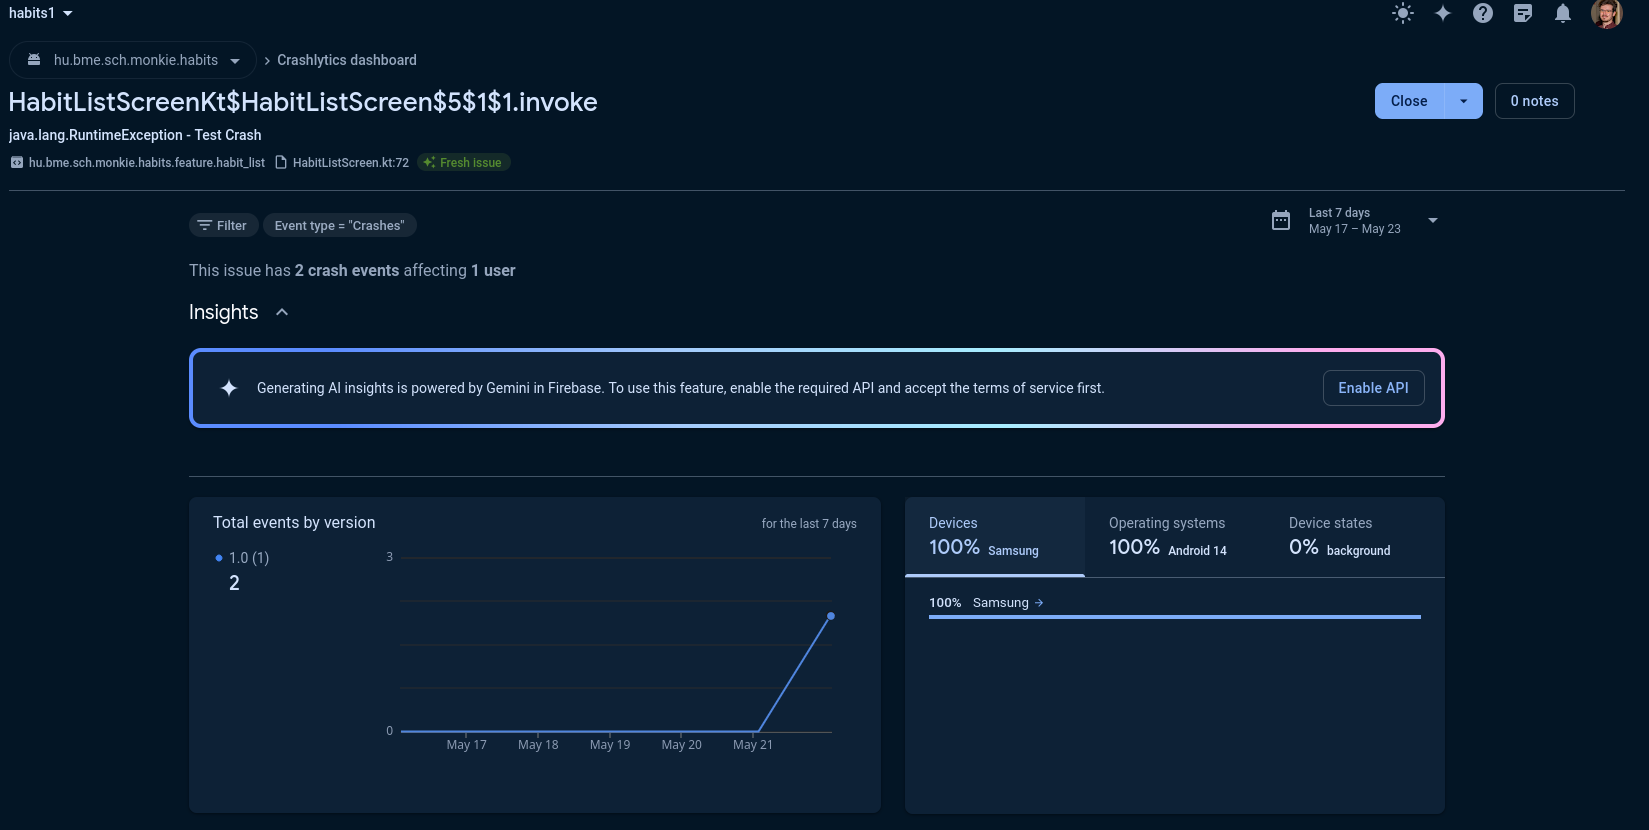 habits1
hu.bme.sch.monkie.habits
Crashlytics dashboard
HabitListScreenKt$HabitListScreen$5$1$1.invoke
Close
0 notes
java.lang.RuntimeException - Test Crash
hu.bme.sch.monkie.habits.feature.habit_list
HabitListScreen.kt:72
Fresh issue
Filter
Event type = "Crashes"
Last 7 days
May 17 – May 23
This issue has 2 crash events affecting 1 user
Insights
Generating AI insights is powered by Gemini in Firebase. To use this feature, enable the required API and accept the terms of service first.
Enable API
Total events by version
for the last 7 days
1.0 (1)
2
3
0
May 17
May 18
May 19
May 20
May 21
Devices
100% Samsung
Operating systems
100% Android 14
Device states
0% background
100% Samsung